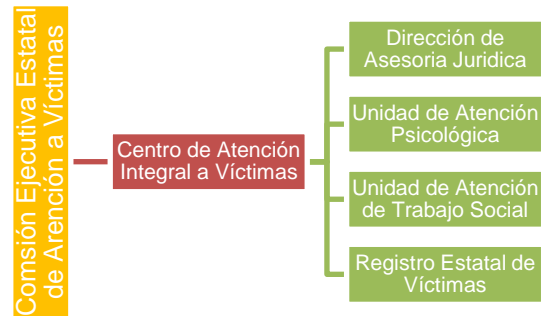 Comsión Ejecutiva Estatal
de Arención a Víctimas
Centro de Atención
Integral a Víctimas
Dirección de
Asesoria Juridica
Unidad de Atención
Psicológica
Unidad de Atención
de Trabajo Social
Registro Estatal de
Víctimas